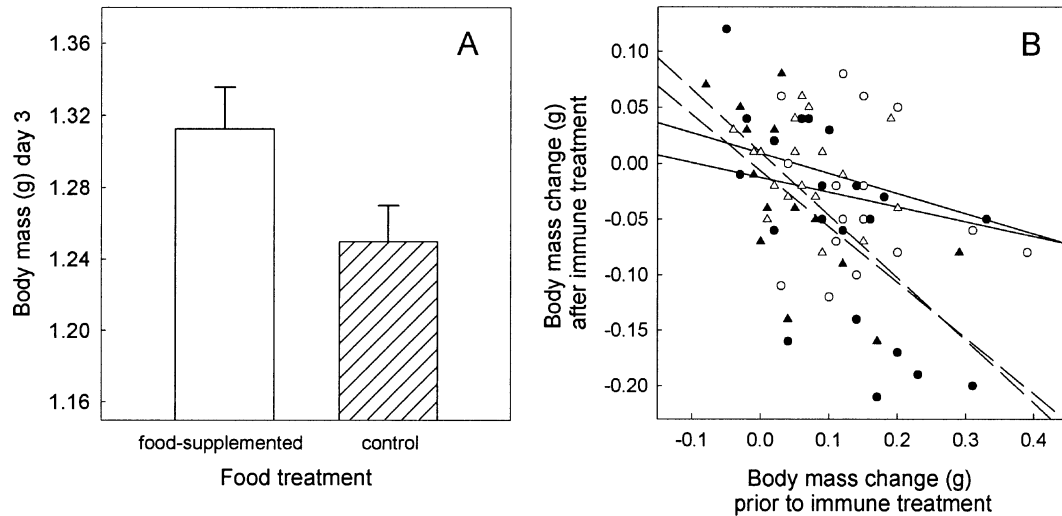 A
Body mass (g) day 3
1.36
1.32
1.28
1.24
1.20
1.16
food-supplemented
control
Food treatment
B
Body mass change (g)
after immune treatment
0.10
0.05
0.00
-0.05
-0.10
-0.15
-0.20
-0.1
0.0
0.1
0.2
0.3
0.4
Body mass change (g)
prior to immune treatment